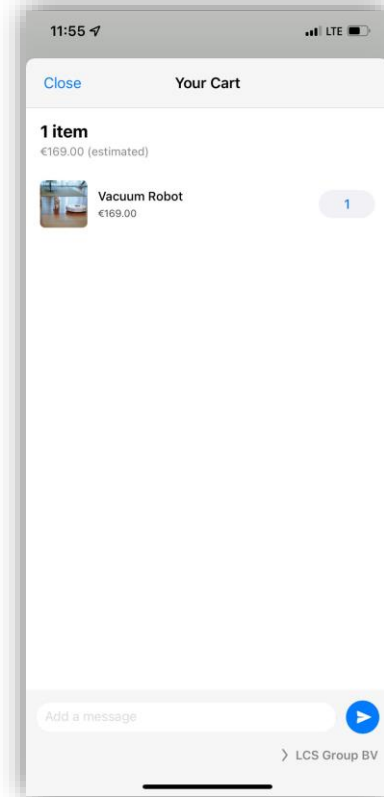 11:55 LTE
Close Your Cart
1 item
€169.00 (estimated)
Vacuum Robot
€169.00
1
Add a message
LCS Group BV